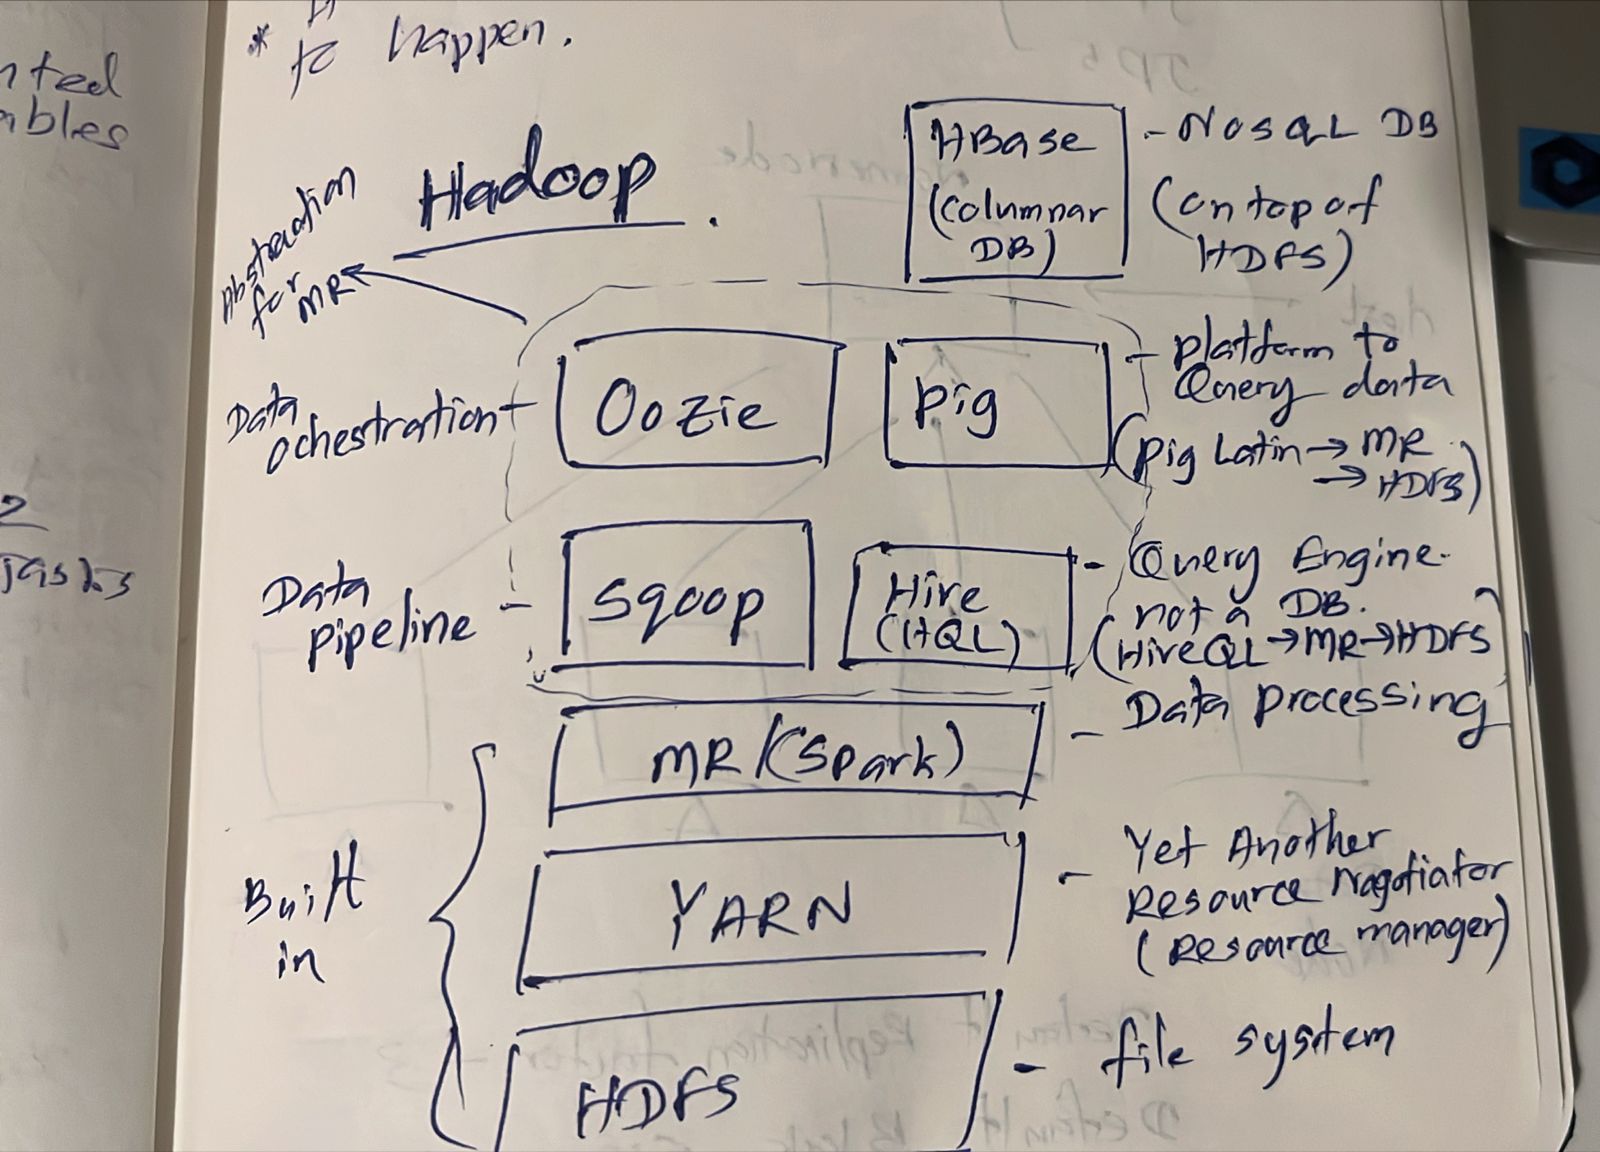 nted
ables
2
Tasks
* to happen.
Hadoop.
Abstraction
for
MR
HBase
(Columnar
DB)
- NOSQL DB
(on top of
HDFS)
Data
ochestration -
Oozie
Pig
- Platform to
Query data
(Pig Latin → MR
→ HDFS)
Data
pipeline -
Sqoop
Hive
(HQL)
- Query Engine.
not a DB.
(HiveQL → MR → HDFS)
MR/(Spark)
- Data Processing
Built
in
YARN
- Yet Another
Resource Nagotiator
(Resource manager)
HDFS
- file system